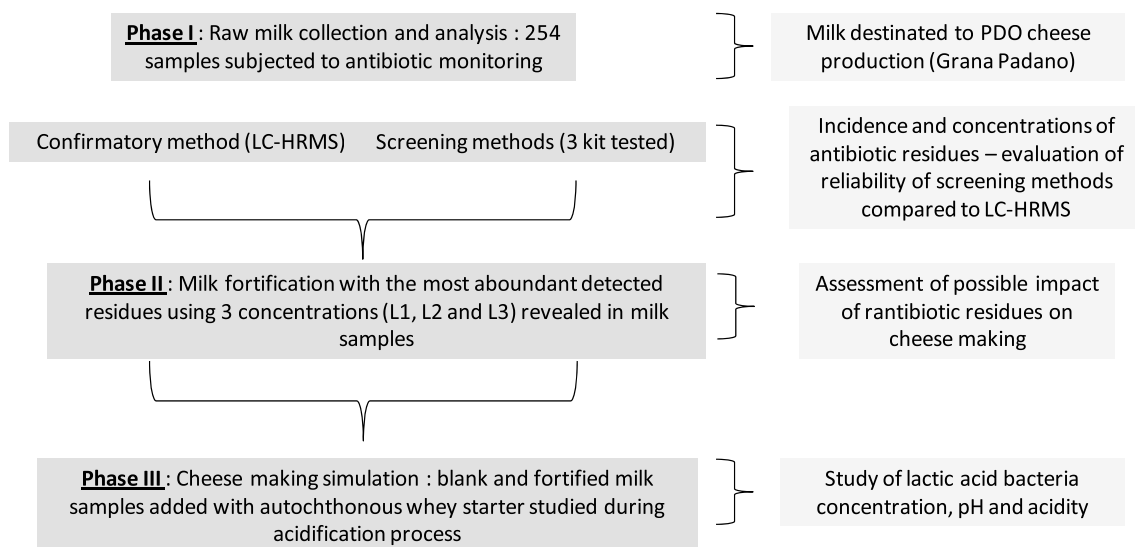 Phase I : Raw milk collection and analysis : 254
samples subjected to antibiotic monitoring
Milk destinated to PDO cheese
production (Grana Padano)
Confirmatory method (LC-HRMS) Screening methods (3 kit tested)
Incidence and concentrations of
antibiotic residues – evaluation of
reliability of screening methods
compared to LC-HRMS
Phase II : Milk fortification with the most aboundant detected
residues using 3 concentrations (L1, L2 and L3) revealed in milk
samples
Assessment of possible impact
of rantibiotic residues on
cheese making
Phase III : Cheese making simulation : blank and fortified milk
samples added with autochthonous whey starter studied during
acidification process
Study of lactic acid bacteria
concentration, pH and acidity